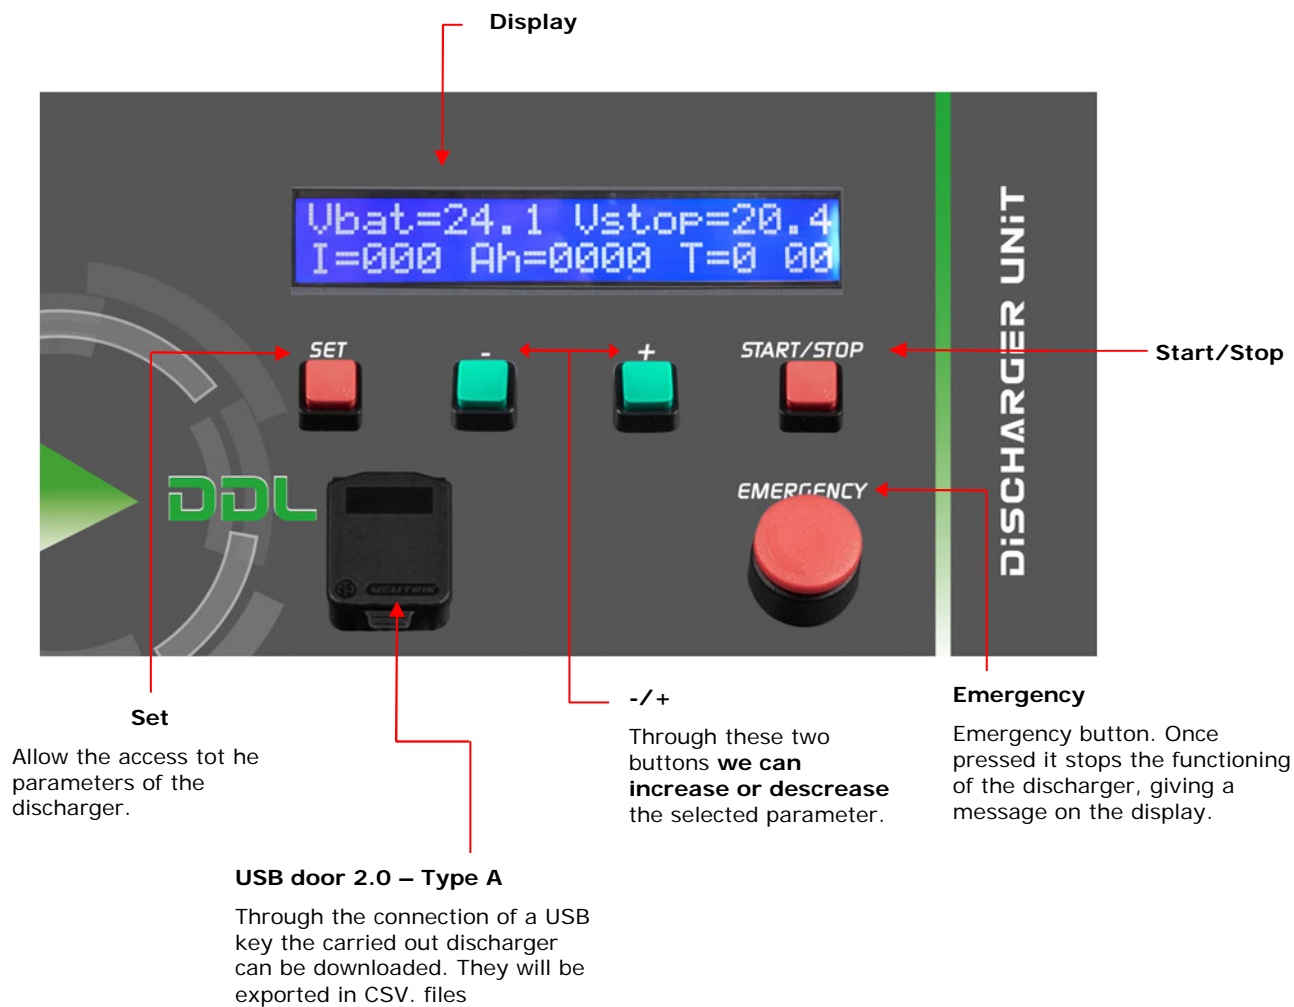 Display
Vbat=24.1 Vstop=20.4
I=000 Ah=0000 T=0 00
SET
-
+
START/STOP
Start/Stop
DDL
EMERGENCY
NEUTRIK
DiSCHARGER UNiT
Set
Allow the access tot he
parameters of the
discharger.
-/+
Through these two
buttons we can
increase or descrease
the selected parameter.
Emergency
Emergency button. Once
pressed it stops the functioning
of the discharger, giving a
message on the display.
USB door 2.0 – Type A
Through the connection of a USB
key the carried out discharger
can be downloaded. They will be
exported in CSV. files